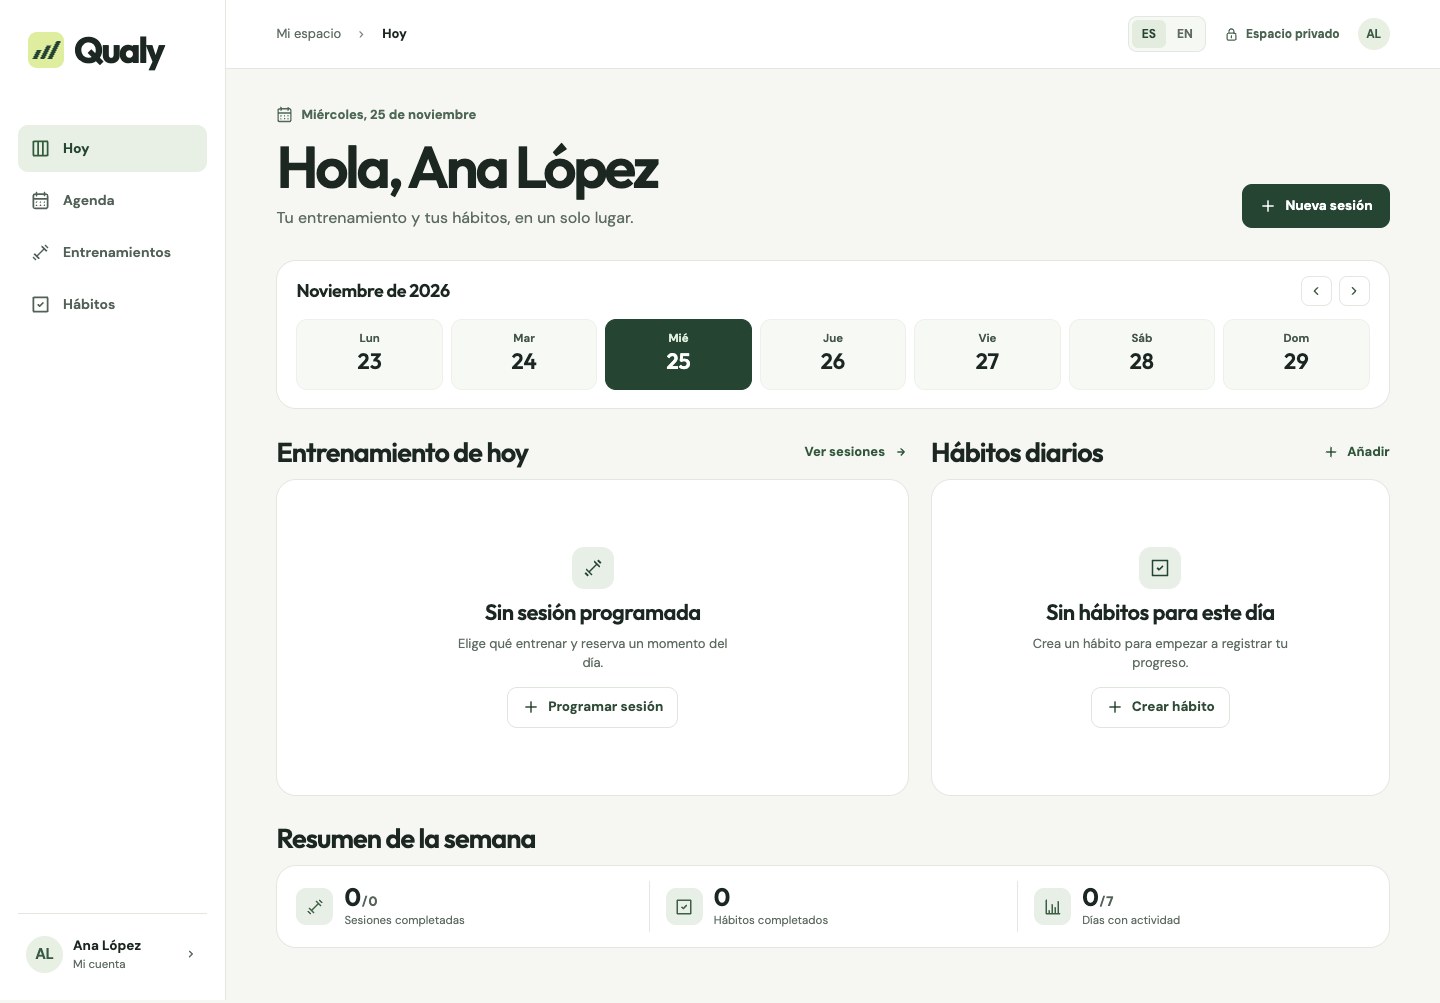 Qualy
Mi espacio > Hoy
ES EN
Espacio privado
AL
Hoy
Agenda
Entrenamientos
Hábitos
Miércoles, 25 de noviembre
Hola, Ana López
Tu entrenamiento y tus hábitos, en un solo lugar.
+ Nueva sesión
Noviembre de 2026
Lun Mar Mié Jue Vie Sáb Dom
23 24 25 26 27 28 29
Entrenamiento de hoy
Ver sesiones →
Sin sesión programada
Elige qué entrenar y reserva un momento del
día.
+ Programar sesión
Hábitos diarios
+ Añadir
Sin hábitos para este día
Crea un hábito para empezar a registrar tu
progreso.
+ Crear hábito
Resumen de la semana
0/0
Sesiones completadas
0
Hábitos completados
0/7
Días con actividad
AL
Ana López
Mi cuenta